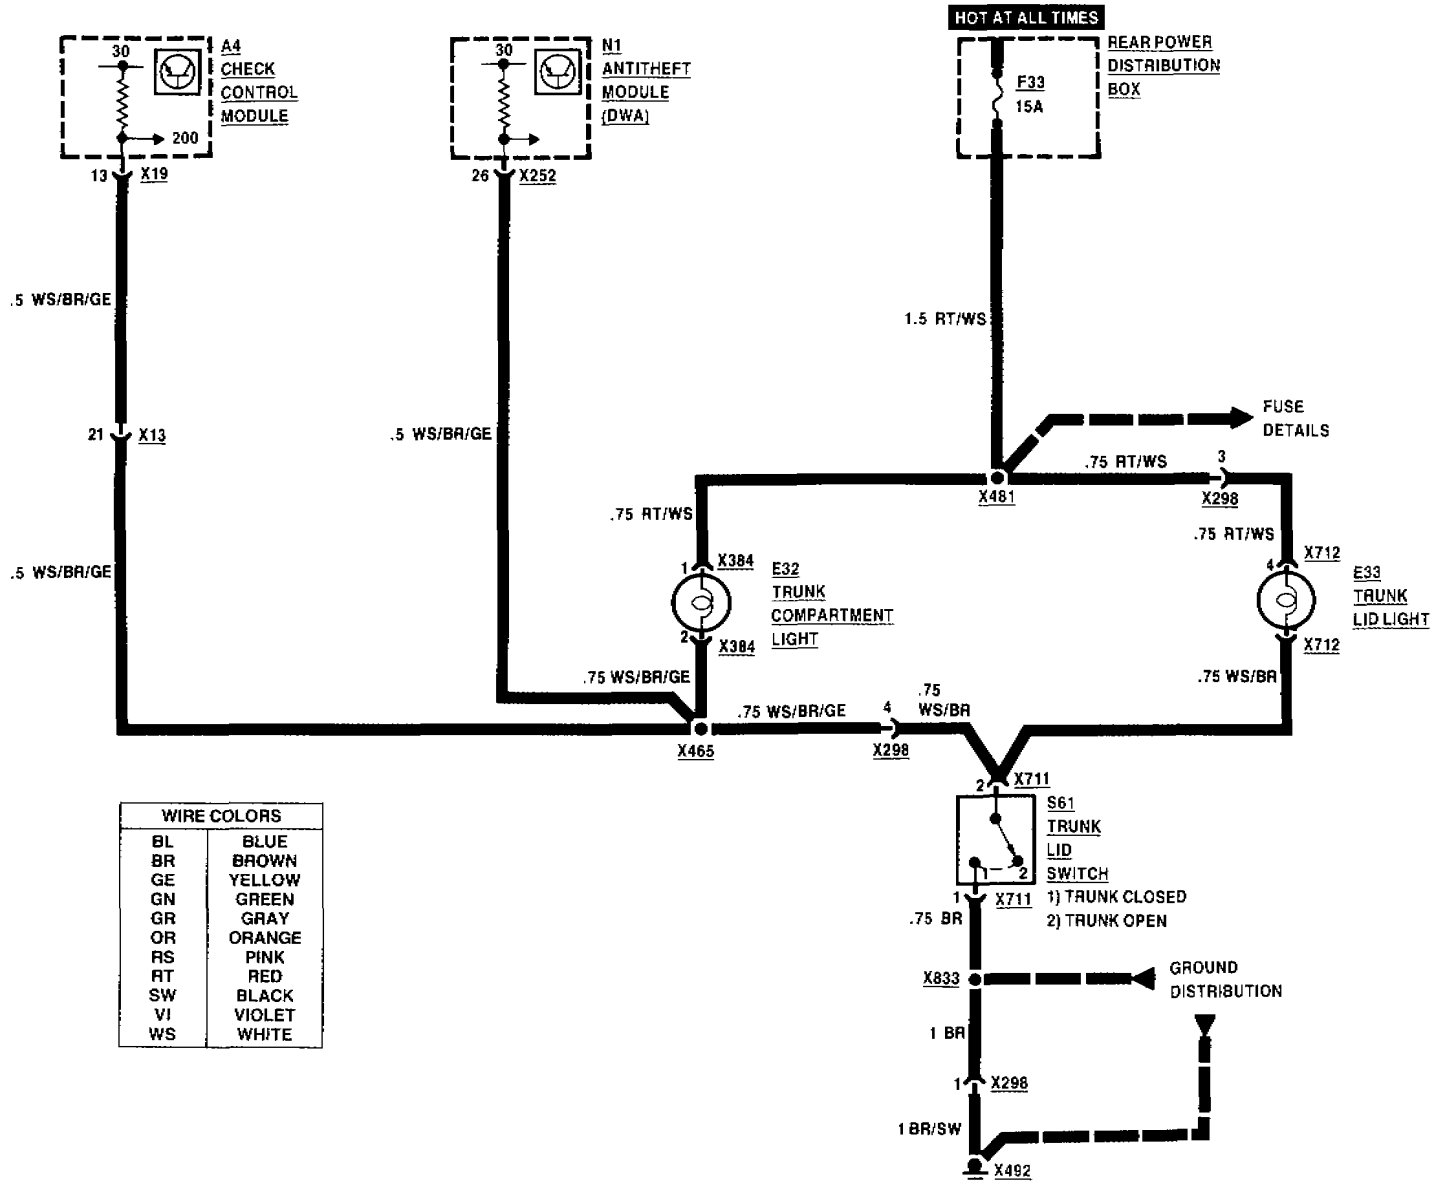 HOT AT ALL TIMES
30
A4
CHECK
CONTROL
MODULE
200
13
X19
30
N1
ANTITHEFT
MODULE
(DWA)
26
X252
F33
15A
REAR POWER
DISTRIBUTION
BOX
.5 WS/BR/GE
1.5 RT/WS
21
X13
.5 WS/BR/GE
FUSE
DETAILS
.75 RT/WS
3
X481
X298
.75 RT/WS
.75 RT/WS
.5 WS/BR/GE
1
X384
E32
TRUNK
COMPARTMENT
LIGHT
2
X384
X712
4
E33
TRUNK
LID LIGHT
X712
.75 WS/BR/GE
.75 WS/BR
.75 WS/BR/GE
4
.75
WS/BR
X465
X298
2
X711
S61
TRUNK
LID
SWITCH
1) TRUNK CLOSED
2) TRUNK OPEN
1
2
1
X711
.75 BR
WIRE COLORS
BL BLUE
BR BROWN
GE YELLOW
GN GREEN
GR GRAY
OR ORANGE
RS PINK
RT RED
SW BLACK
VI VIOLET
WS WHITE
X833
GROUND
DISTRIBUTION
1 BR
1
X298
1 BR/SW
X492